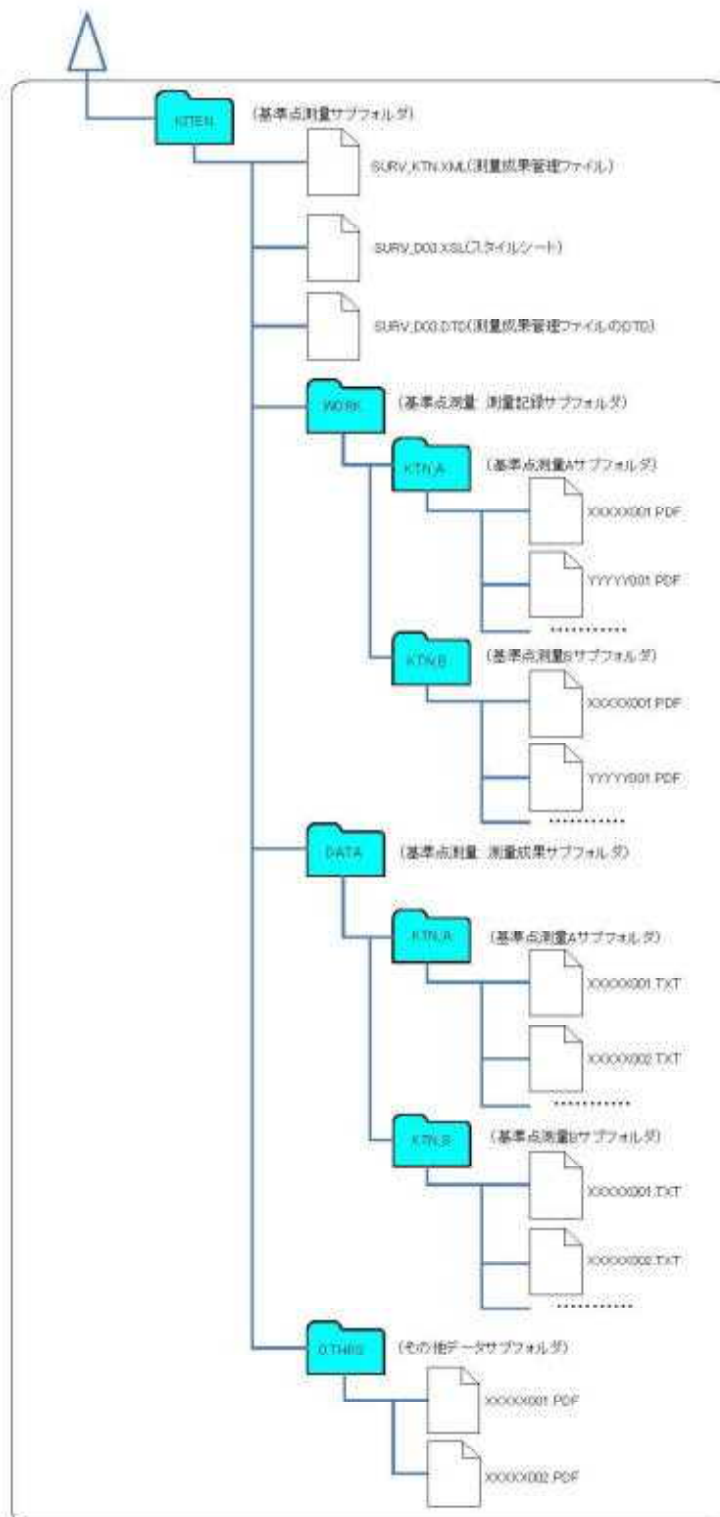 KITEN
(基準点測量サブフォルダ)
SURV_KTN.XML(測量成果管理ファイル)
SURV_D03.XSL(スタイルシート)
SURV_D03.DTD(測量成果管理ファイルのDTD)
WORK
(基準点測量 測量記録サブフォルダ)
KTN_A
(基準点測量Aサブフォルダ)
XXXXX001.PDF
YYYYY001.PDF
KTN_B
(基準点測量Bサブフォルダ)
XXXXX001.PDF
YYYYY001.PDF
DATA
(基準点測量 測量成果サブフォルダ)
KTN_A
(基準点測量Aサブフォルダ)
XXXXX001.TXT
XXXXX002.TXT
KTN_B
(基準点測量Bサブフォルダ)
XXXXX001.TXT
XXXXX002.TXT
OTHRS
(その他データサブフォルダ)
XXXXX001.PDF
XXXXX002.PDF